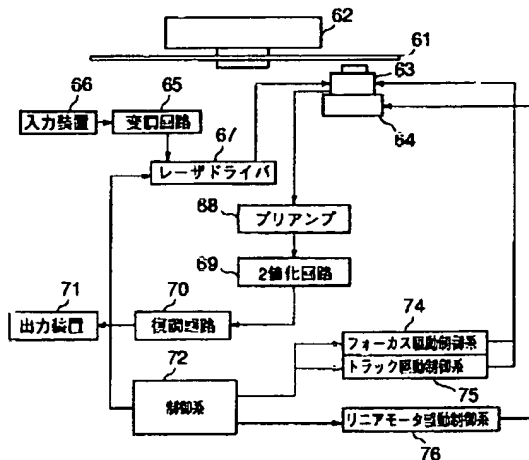 62
61
63
66
65
入力装置
変調回路
67
64
レーザドライバ
68
プリアンプ
69
2値化回路
71
70
74
出力装置
復調回路
フォーカス駆動制御系
72
トラック駆動制御系
制御系
75
リニアモータ駆動制御系
76